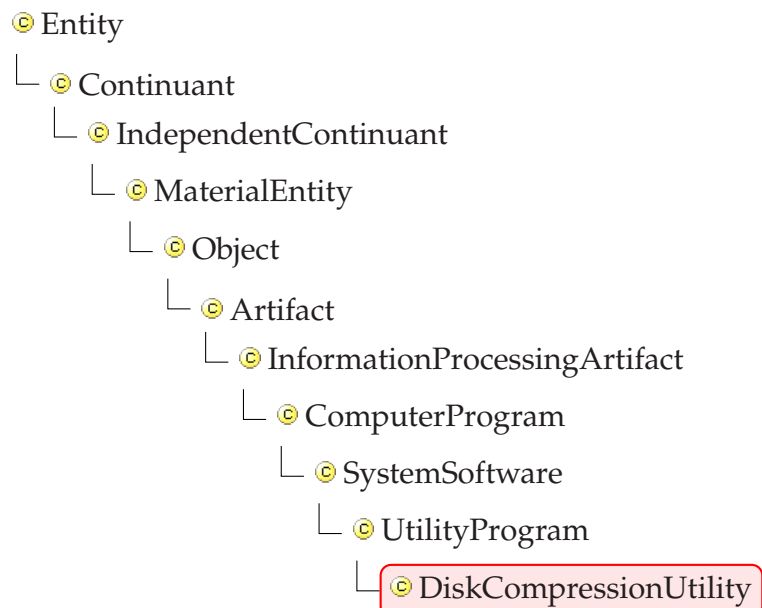 © Entity
© Continuant
© IndependentContinuant
© MaterialEntity
© Object
© Artifact
© InformationProcessingArtifact
© ComputerProgram
© SystemSoftware
© UtilityProgram
© DiskCompressionUtility